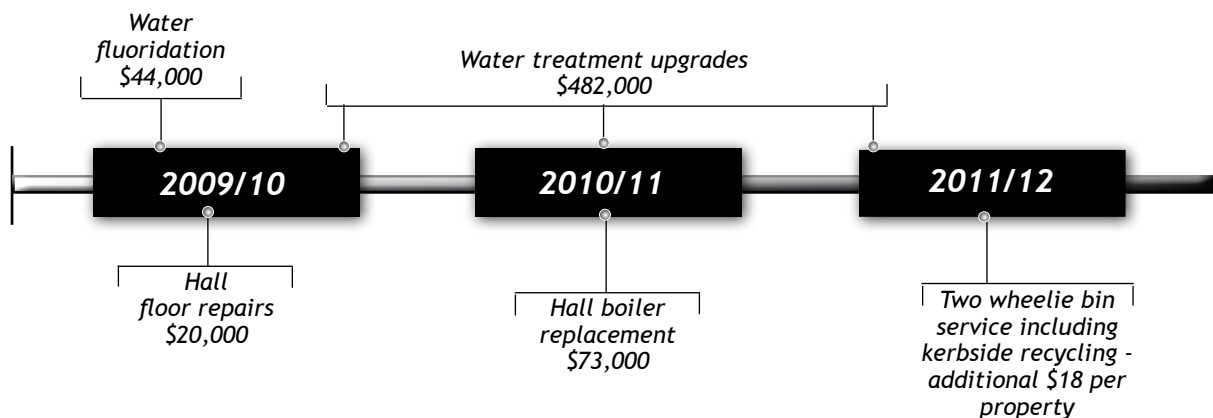 Water
fluoridation
$44,000
Water treatment upgrades
$482,000
2009/10
2010/11
2011/12
Hall
floor repairs
$20,000
Hall boiler
replacement
$73,000
Two wheelie bin
service including
kerbside recycling -
additional $18 per
property